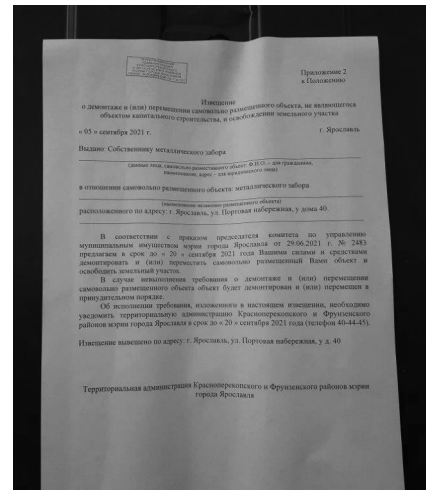 Приложение 2
к Положению
Извещение
о демонтаже и (или) перемещении самовольно размещенного объекта, не являющегося
объектом капитального строительства, и освобождении земельного участка
« 05 » сентября 2021 г.
г. Ярославль
Выдано: Собственнику металлического забора
(данные лица, самовольно разместившего объект: Ф.И.О. – для гражданина,
наименование, адрес – для юридического лица)
в отношении самовольно размещенного объекта: металлического забора
(наименование самовольно размещенного объекта)
расположенного по адресу: г. Ярославль, ул. Портовая набережная, у дома 40.
В соответствии с приказом председателя комитета по управлению
муниципальным имуществом мэрии города Ярославля от 29.06.2021 г. № 2483
предлагаем в срок до « 20 » сентября 2021 года Вашими силами и средствами
демонтировать и (или) переместить самовольно размещенный Вами объект и
освободить земельный участок.
В случае невыполнения требования о демонтаже и (или) перемещении
самовольно размещенного объекта объект будет демонтирован и (или) перемещен в
принудительном порядке.
Об исполнении требования, изложенного в настоящем извещении, необходимо
уведомить территориальную администрацию Красноперекопского и Фрунзенского
районов мэрии города Ярославля в срок до « 20 » сентября 2021 года (телефон 40-44-45).
Извещение вывешено по адресу: г. Ярославль, ул. Портовая набережная, у д. 40
Территориальная администрация Красноперекопского и Фрунзенского районов мэрии
города Ярославля